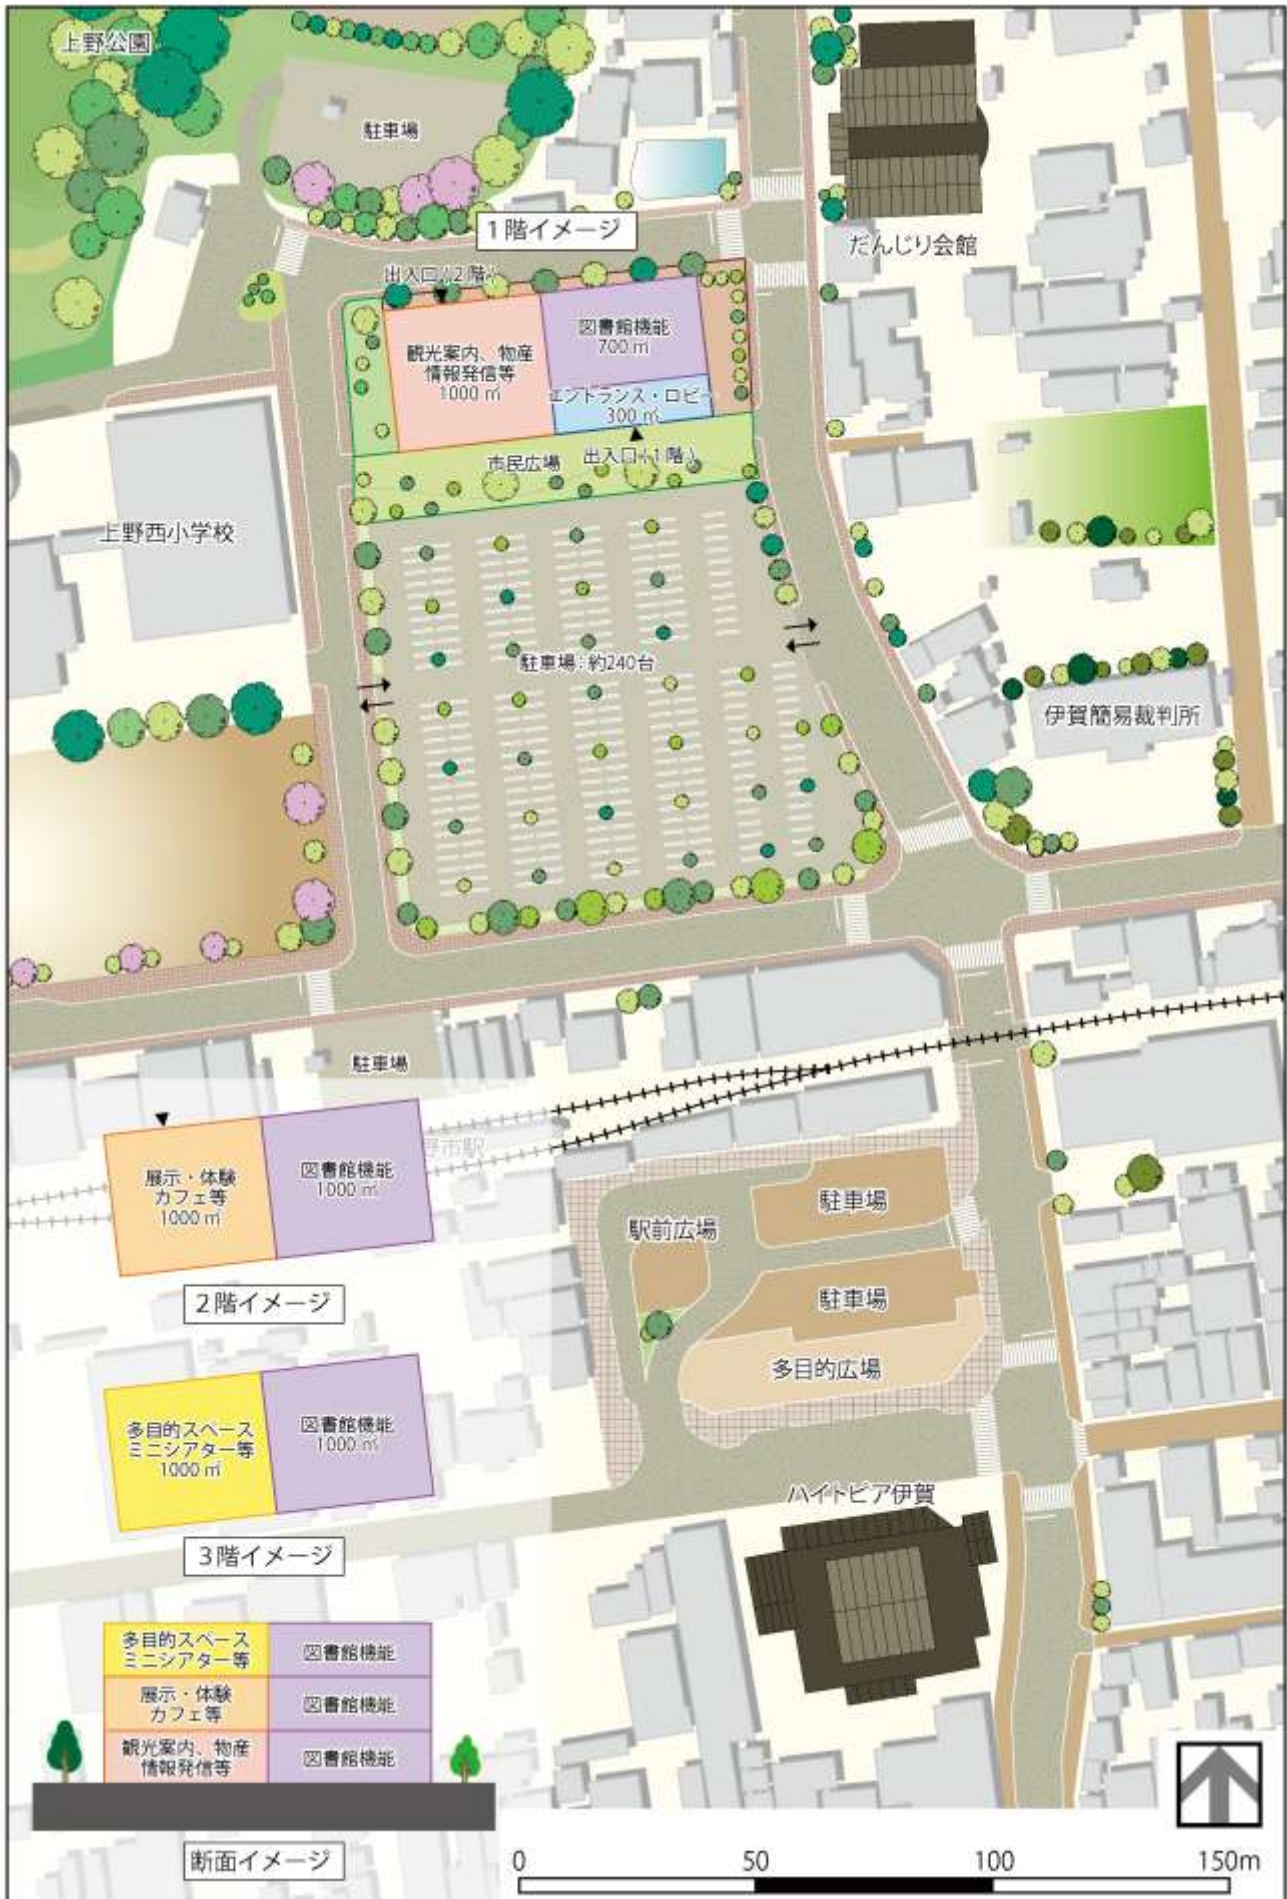 上野公園
駐車場
1階イメージ
だんじり会館
出入口(2階)
図書館機能
700㎡
観光案内、物産
情報発信等
1000㎡
エントランス・ロビー
300㎡
市民広場
出入口(1階)
上野西小学校
駐車場:約240台
伊賀簡易裁判所
駐車場
野市駅
展示・体験
カフェ等
1000㎡
図書館機能
1000㎡
2階イメージ
駅前広場
駐車場
駐車場
多目的広場
多目的スペース
ミニシアター等
1000㎡
図書館機能
1000㎡
3階イメージ
ハイトピア伊賀
多目的スペース
ミニシアター等
図書館機能
展示・体験
カフェ等
図書館機能
観光案内、物産
情報発信等
図書館機能
断面イメージ
0 50 100 150m